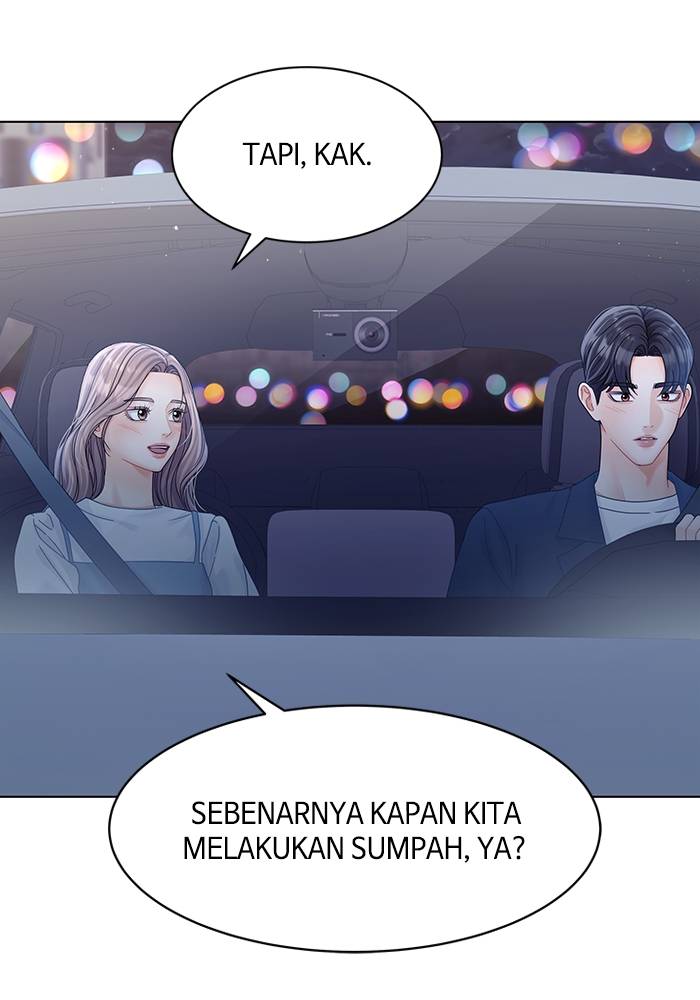 TAPI, KAK.
SEBENARNYA KAPAN KITA
MELAKUKAN SUMPAH, YA?